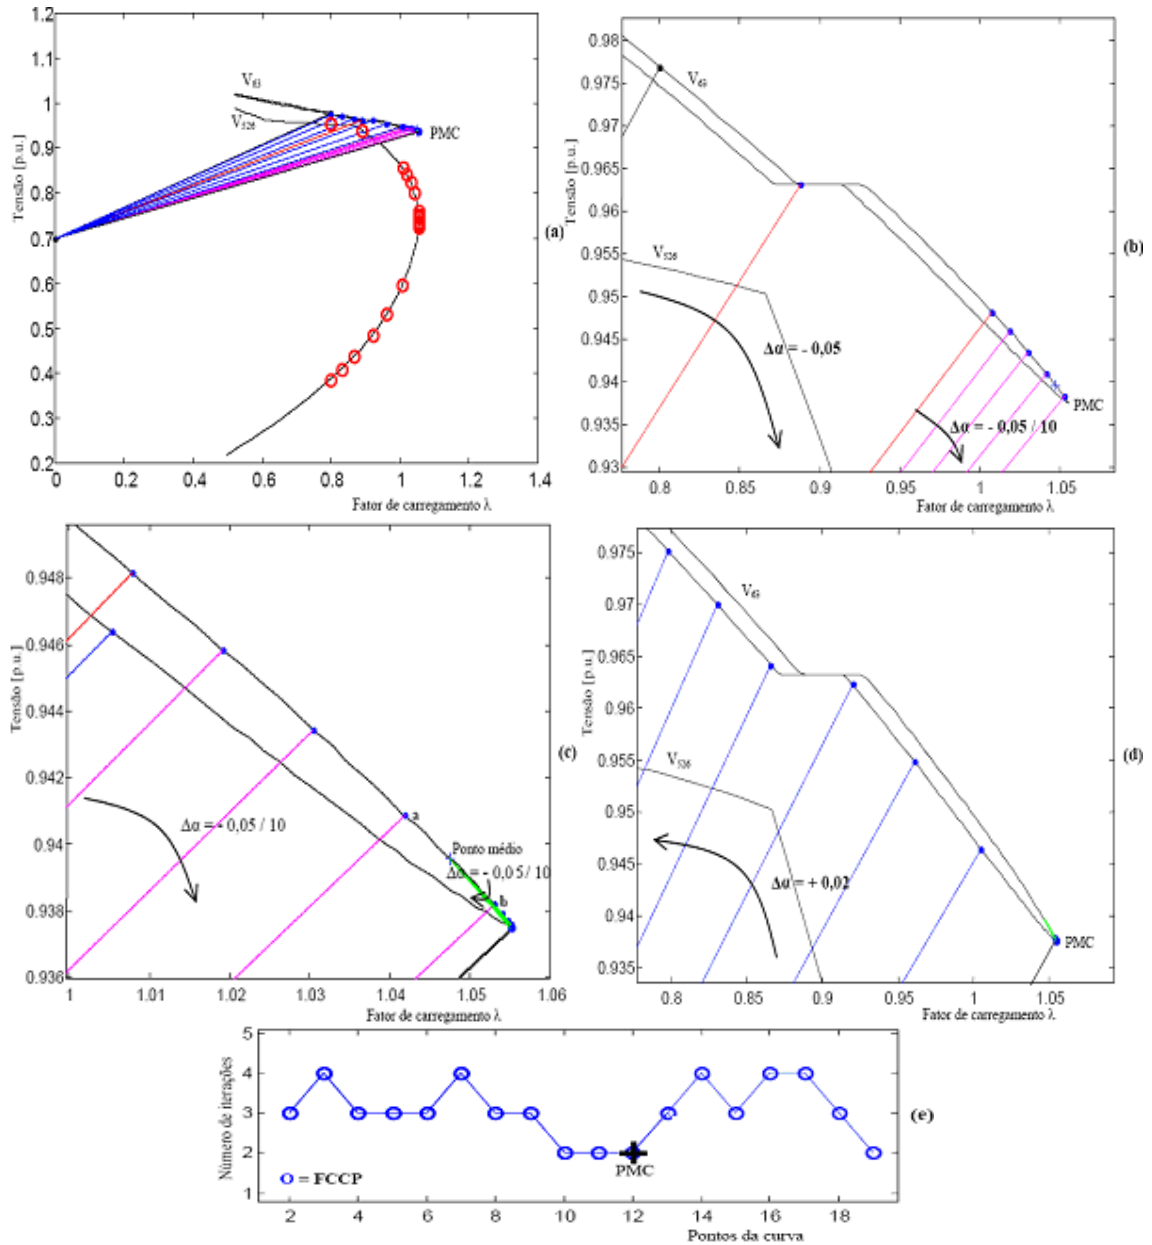 1.2
1.1
1
0.9
0.8
0.7
0.6
0.5
0.4
0.3
0.2
Tensão [p.u.]
V63
V526
PMC
(a)
0 0.2 0.4 0.6 0.8 1 1.2 1.4
Fator de carregamento λ
0.98
0.975
0.97
0.965
0.96
0.955
0.95
0.945
0.94
0.935
0.93
Tensão [p.u.]
V63
V526
Δα = - 0,05
Δα = - 0,05 / 10
PMC
(b)
0.8 0.85 0.9 0.95 1 1.05
Fator de carregamento λ
0.948
0.946
0.944
0.942
0.94
0.938
0.936
Tensão [p.u.]
Δα = - 0,05 / 10
a
Ponto médio
Δα = - 0,05 / 10
b
(c)
1 1.01 1.02 1.03 1.04 1.05 1.06
Fator de carregamento λ
0.975
0.97
0.965
0.96
0.955
0.95
0.945
0.94
0.935
Tensão [p.u.]
V63
V526
Δα = + 0,02
PMC
(d)
0.8 0.85 0.9 0.95 1 1.05
Fator de carregamento λ
5
4
3
2
1
Número de iterações
O = FCCP
PMC
(e)
2 4 6 8 10 12 14 16 18
Pontos da curva